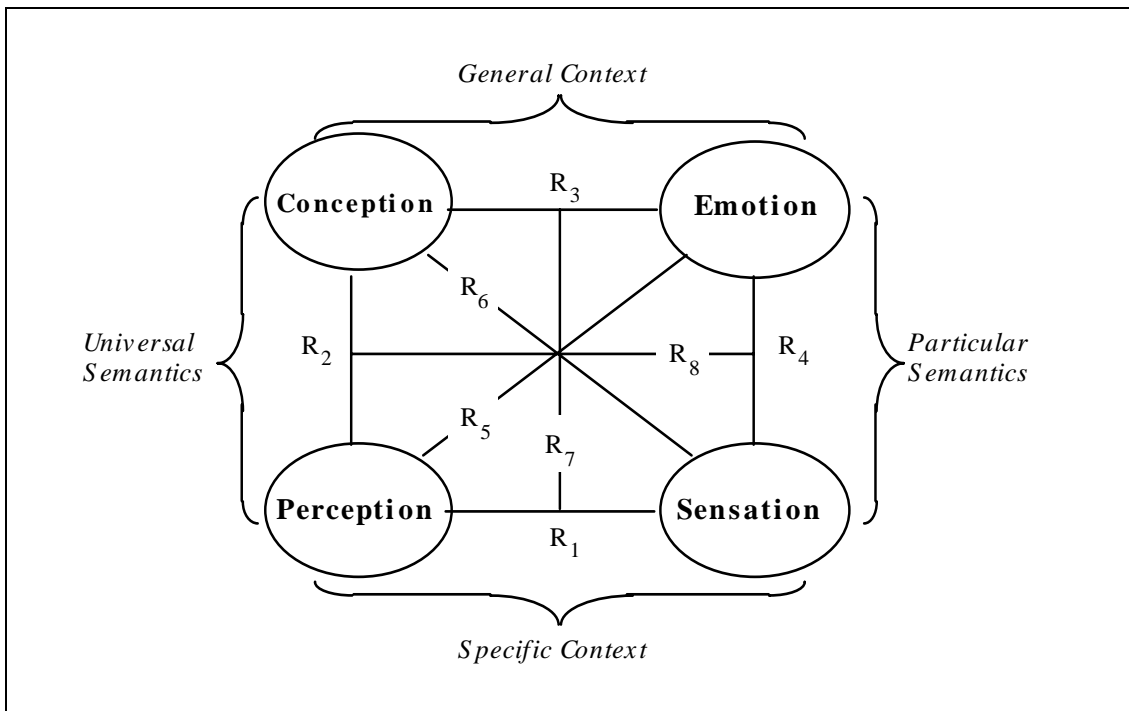 General Context
R3
Conception
Emotion
R6
Universal
Semantics
R2
R8
R4
Particular
Semantics
R5
R7
Perception
Sensation
R1
Specific Context